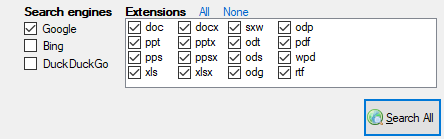 Search engines
Extensions All None
Google
Bing
DuckDuckGo
doc docx sxw odp
ppt pptx odt pdf
pps ppsx ods wpd
xls xlsx odg rtf
Search All